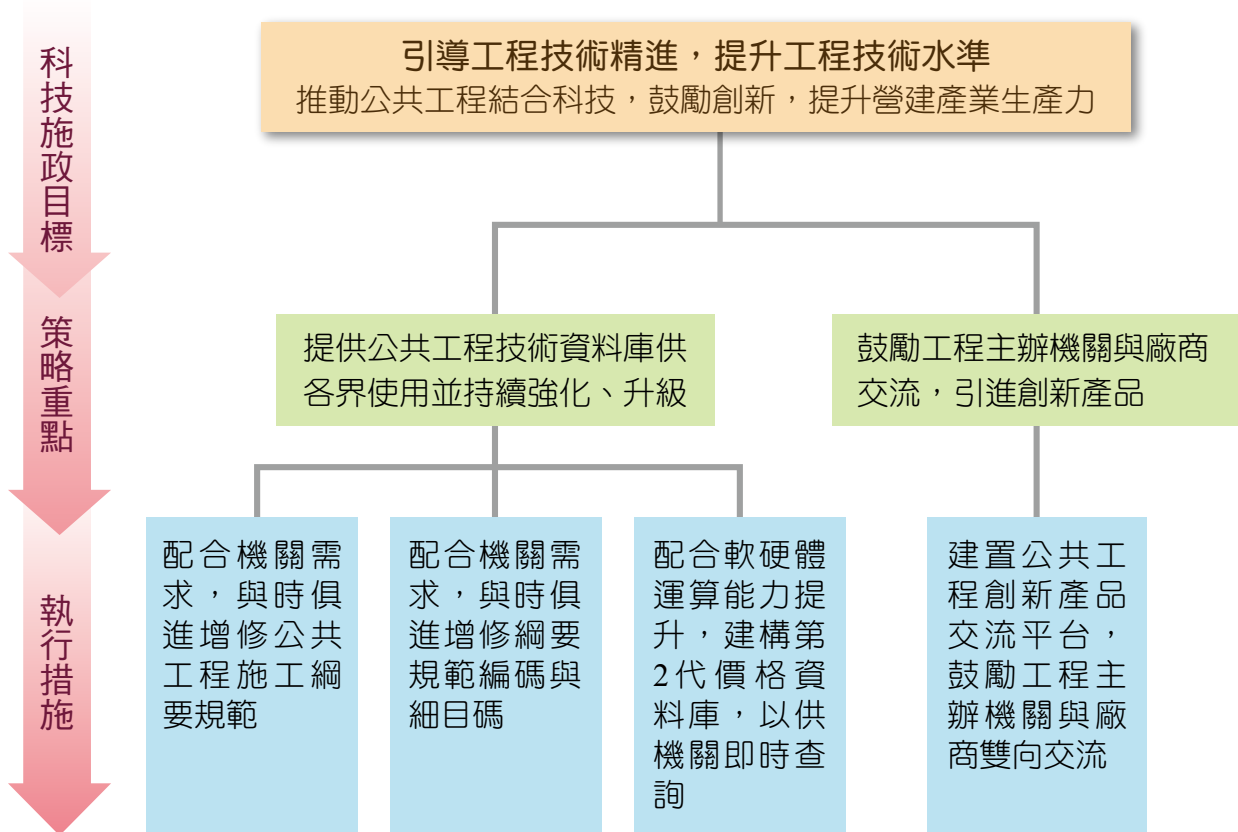 科技施政目標
引導工程技術精進，提升工程技術水準
推動公共工程結合科技，鼓勵創新，提升營建產業生產力
策略重點
提供公共工程技術資料庫供
各界使用並持續強化、升級
鼓勵工程主辦機關與廠商
交流，引進創新產品
執行措施
配合機關需
求，與時俱
進增修公共
工程施工綱
要規範
配合機關需
求，與時俱
進增修綱要
規範編碼與
細目碼
配合軟硬體
運算能力提
升，建構第
2代價格資
料庫，以供
機關即時查
詢
建置公共工
程創新產品
交流平台，
鼓勵工程主
辦機關與廠
商雙向交流